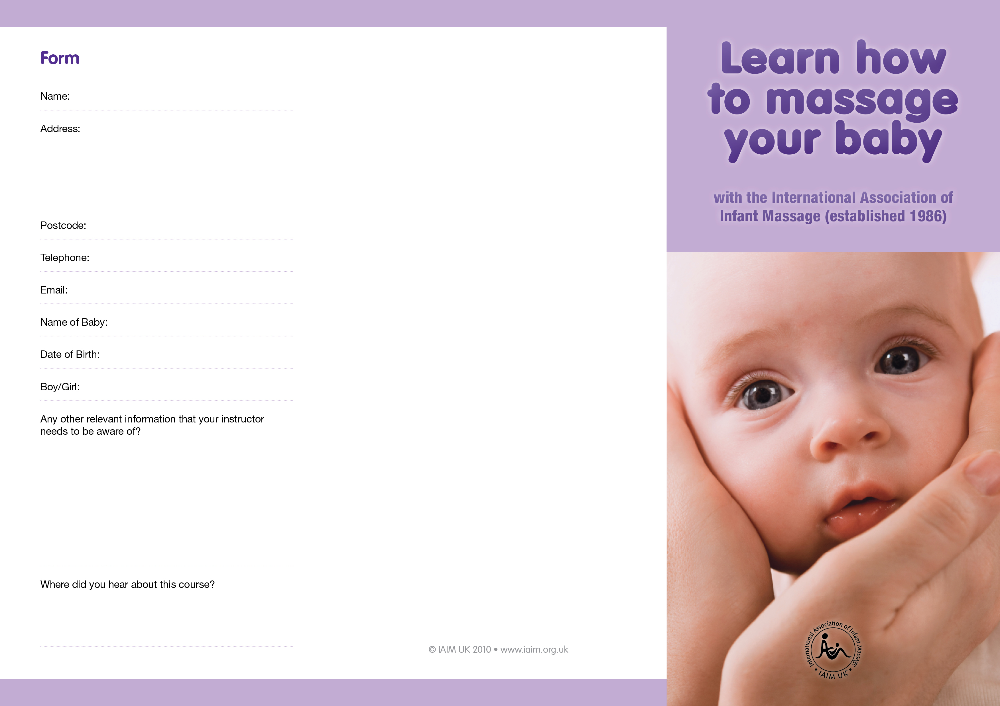 Form
Name:
Address:
Postcode:
Telephone:
Email:
Name of Baby:
Date of Birth:
Boy/Girl:
Any other relevant information that your instructor
needs to be aware of?
Where did you hear about this course?
© IAIM UK 2010 • www.iaim.org.uk
Learn how
to massage
your baby
with the International Association of
Infant Massage (established 1986)
International Association of Infant Massage
• IAIM UK •